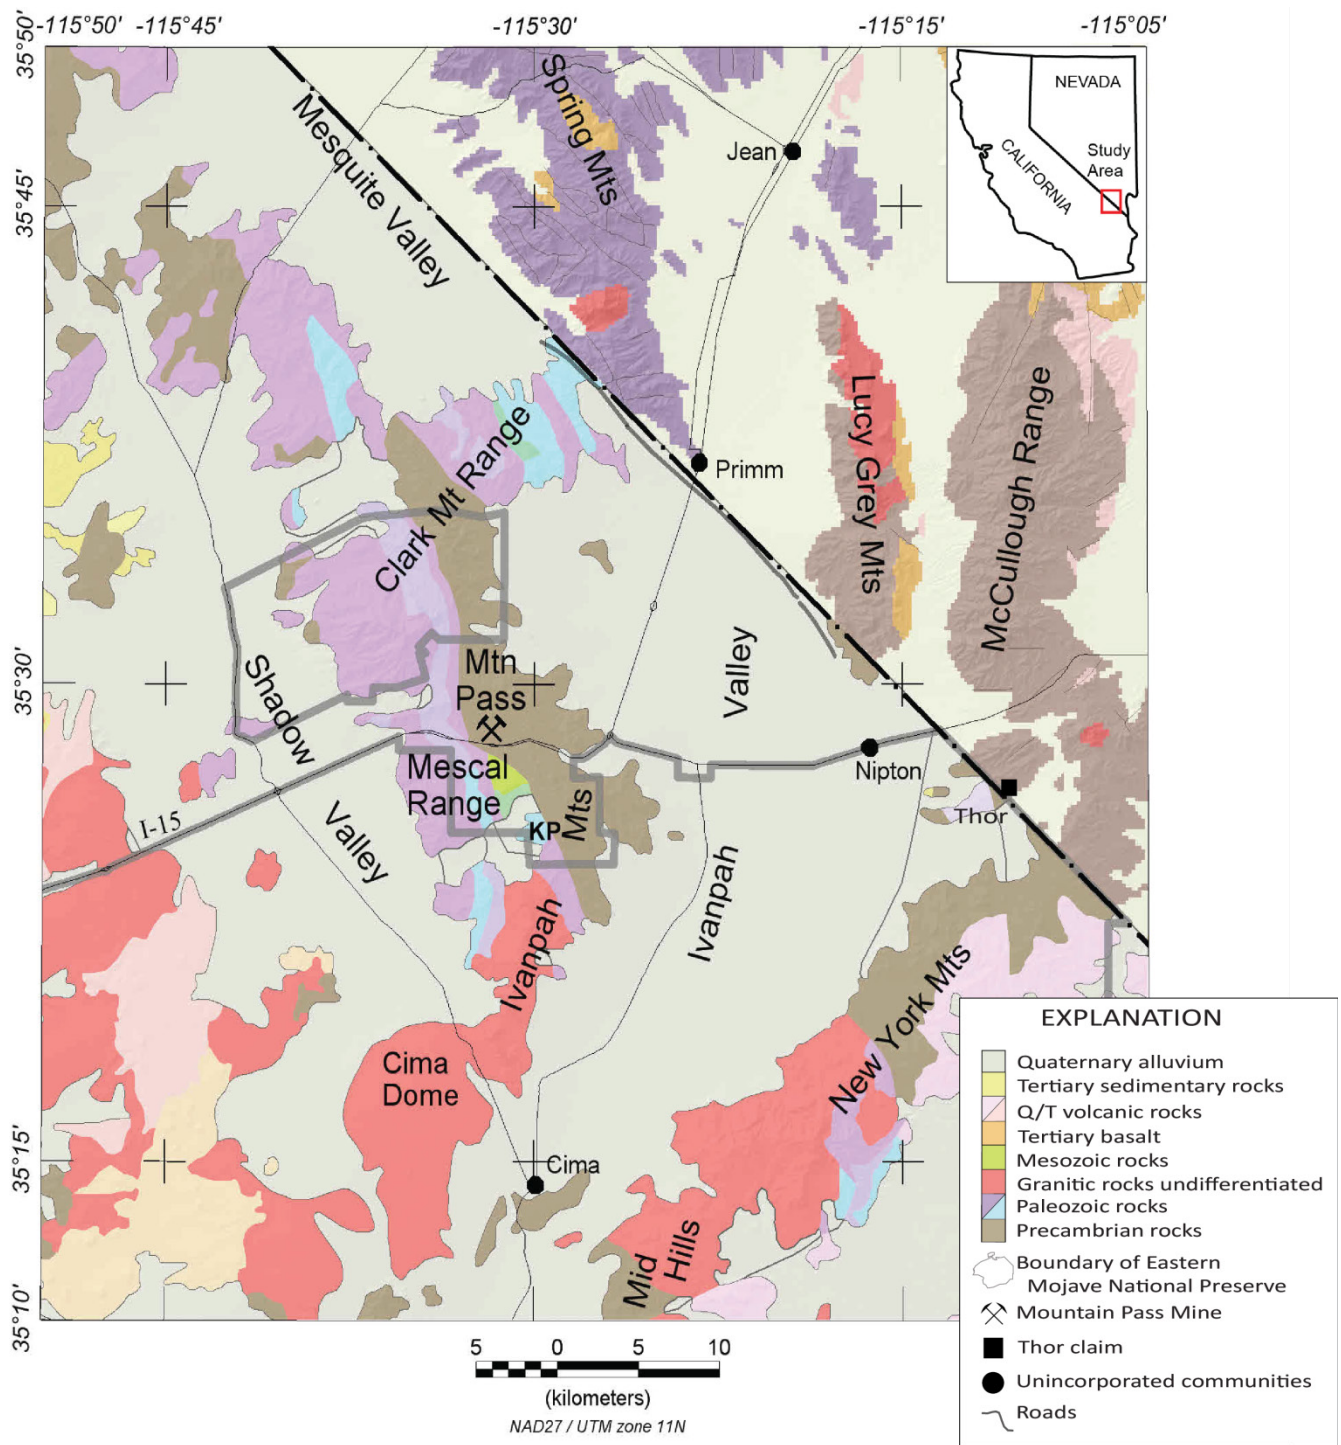 -115°50' -115°45' -115°30' -115°15' -115°05'
35°50'
35°45'
35°30'
35°15'
35°10'
NEVADA
CALIFORNIA
Study
Area
Spring Mts
Mesquite Valley
Jean
Primm
Lucy Grey Mts
McCullough Range
Clark Mt Range
Shadow
Valley
Mtn
Pass
Valley
Ivanpah
Nipton
Thor
Mescal
Range
I-15
KP
Mts
Ivanpah
New York Mts
Cima
Dome
Cima
Mid
Hills
EXPLANATION
Quaternary alluvium
Tertiary sedimentary rocks
Q/T volcanic rocks
Tertiary basalt
Mesozoic rocks
Granitic rocks undifferentiated
Paleozoic rocks
Precambrian rocks
Boundary of Eastern
Mojave National Preserve
Mountain Pass Mine
Thor claim
Unincorporated communities
Roads
5 0 5 10
(kilometers)
NAD27 / UTM zone 11N